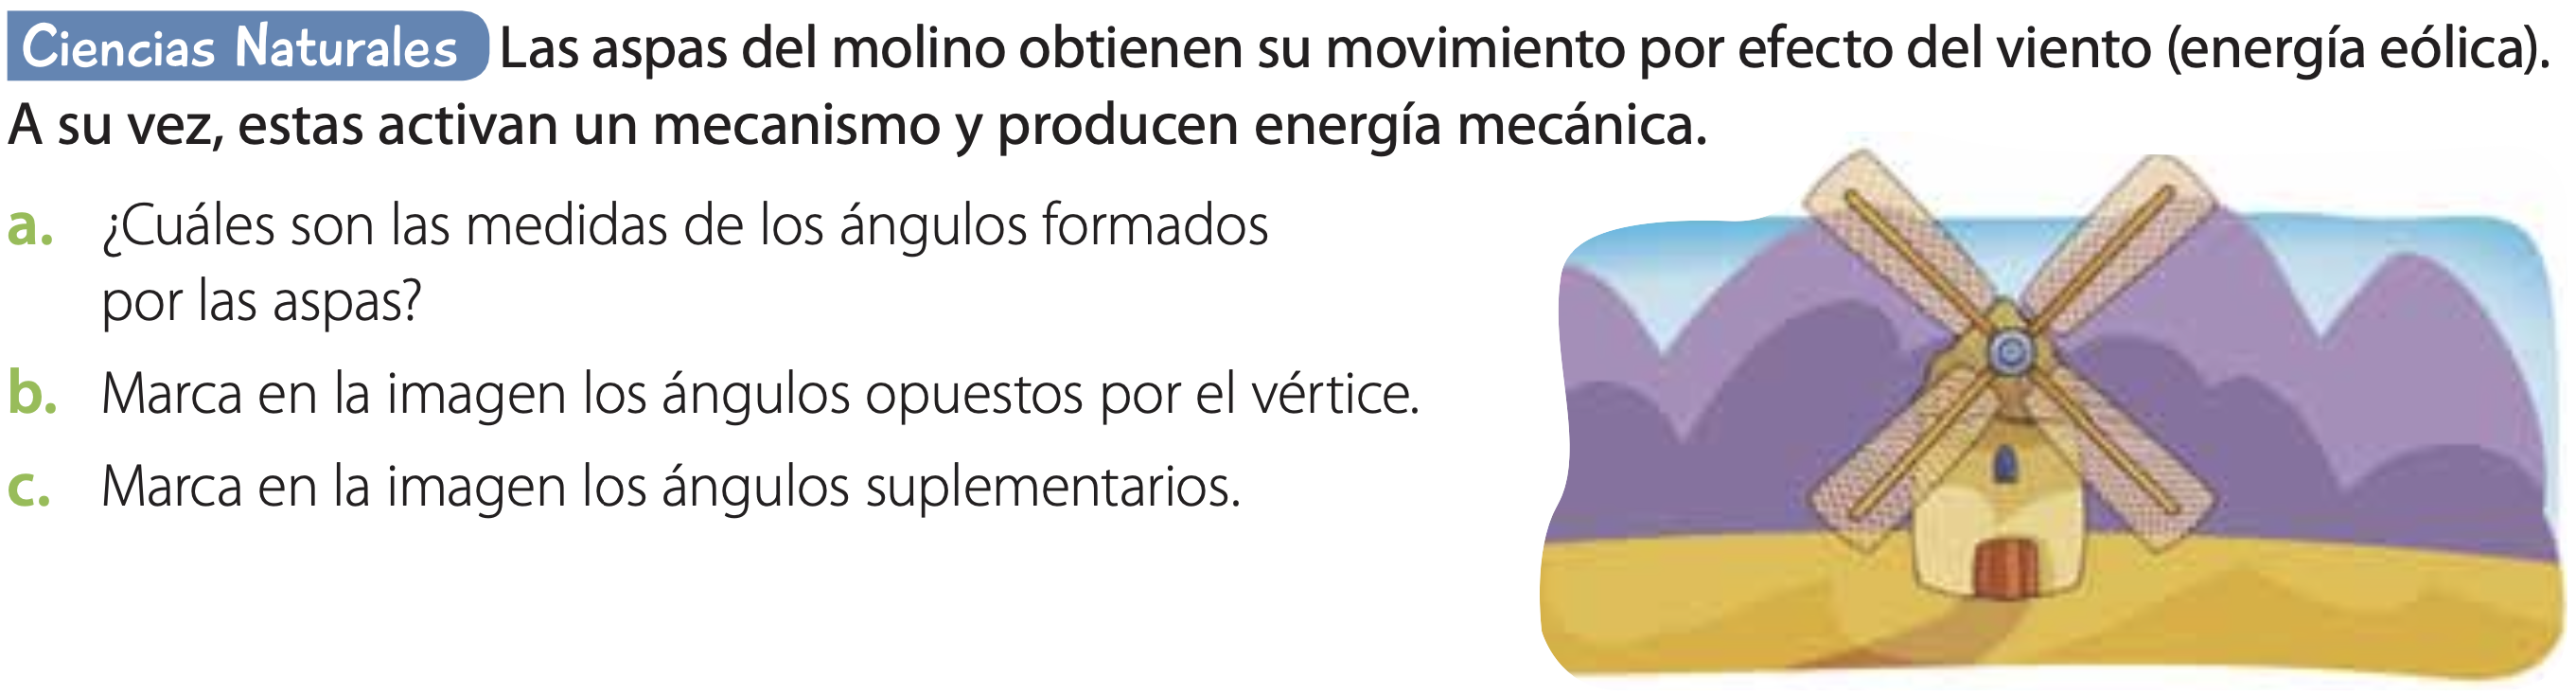 Ciencias Naturales Las aspas del molino obtienen su movimiento por efecto del viento (energía eólica).
A su vez, estas activan un mecanismo y producen energía mecánica.
a. ¿Cuáles son las medidas de los ángulos formados
por las aspas?
b. Marca en la imagen los ángulos opuestos por el vértice.
c. Marca en la imagen los ángulos suplementarios.